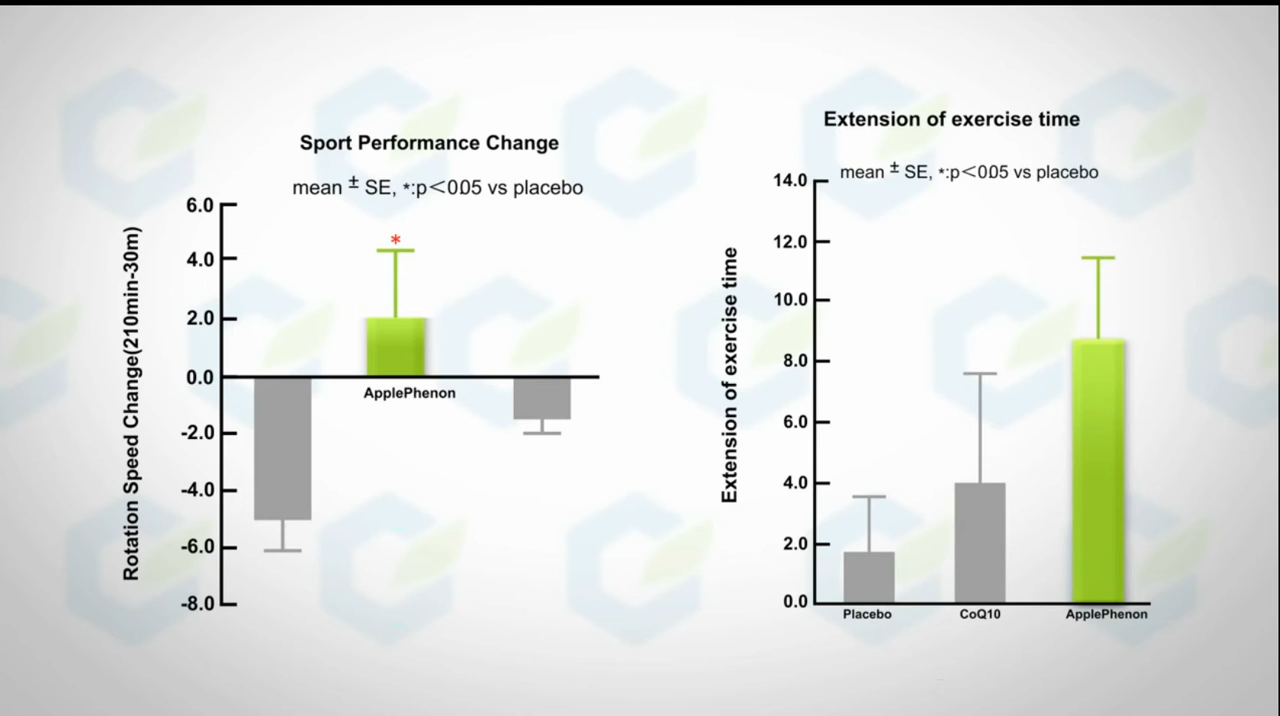 Sport Performance Change
mean ± SE, *:p<005 vs placebo
6.0
4.0
2.0
0.0
-2.0
-4.0
-6.0
-8.0
Rotation Speed Change(210min-30m)
*
ApplePhenon
Extension of exercise time
mean ± SE, *:p<005 vs placebo
14.0
12.0
10.0
8.0
6.0
4.0
2.0
0.0
Extension of exercise time
Placebo
CoQ10
ApplePhenon